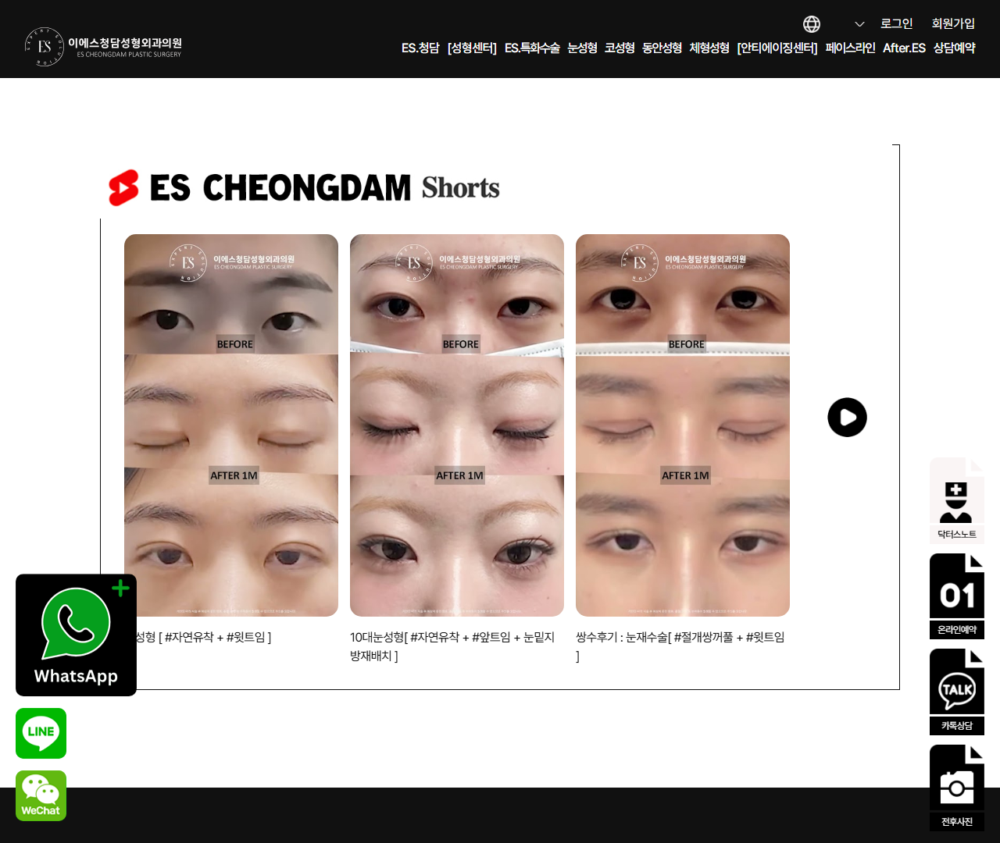 로그인 회원가입
EXPERT SOLUTION
ES
이에스청담성형외과의원
ES CHEONGDAM PLASTIC SURGERY
ES.청담 [성형센터] ES.특화수술 눈성형 코성형 동안성형 체형성형 [안티에이징센터] 페이스라인 After.ES 상담예약
ES CHEONGDAM Shorts
EXPERT SOLUTION
ES
이에스청담성형외과의원
ES CHEONGDAM PLASTIC SURGERY
BEFORE
AFTER 1M
EXPERT SOLUTION
ES
이에스청담성형외과의원
ES CHEONGDAM PLASTIC SURGERY
BEFORE
AFTER 1M
EXPERT SOLUTION
ES
이에스청담성형외과의원
ES CHEONGDAM PLASTIC SURGERY
BEFORE
AFTER 1M
성형 [ #자연유착 + #윗트임 ]
10대눈성형[ #자연유착 + #앞트임 + 눈밑지
방재배치 ]
쌍수후기 : 눈재수술[ #절개쌍꺼풀 + #윗트임
]
닥터스노트
01
온라인예약
TALK
카톡상담
전후사진
WhatsApp
LINE
WeChat